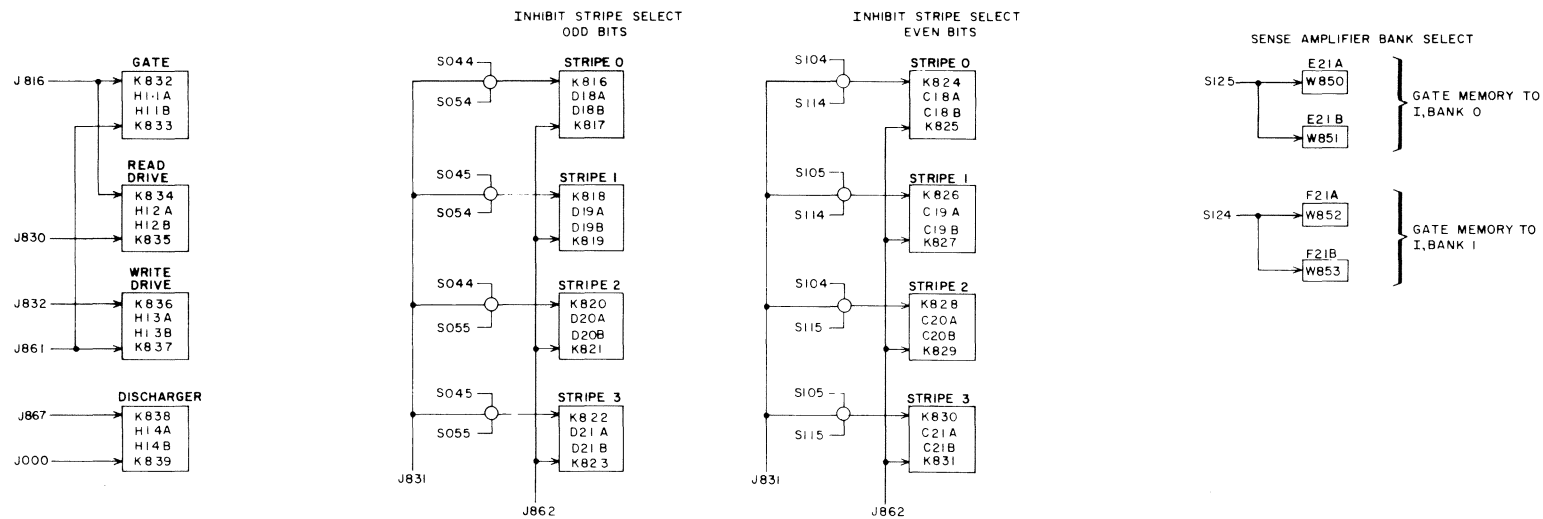 GATE
J816
K832
H11A
H11B
K833
READ
DRIVE
K834
H12A
H12B
K835
J830
WRITE
DRIVE
J832
K836
H13A
H13B
K837
J861
DISCHARGER
J867
K838
H14A
H14B
K839
J000
INHIBIT STRIPE SELECT
ODD BITS
S044
S054
STRIPE 0
K816
D18A
D18B
K817
S045
S054
STRIPE 1
K818
D19A
D19B
K819
S044
S055
STRIPE 2
K820
D20A
D20B
K821
S045
S055
STRIPE 3
K822
D21A
D21B
K823
J831
J862
INHIBIT STRIPE SELECT
EVEN BITS
S104
S114
STRIPE 0
K824
C18A
C18B
K825
S105
S114
STRIPE 1
K826
C19A
C19B
K827
S104
S115
STRIPE 2
K828
C20A
C20B
K829
S105
S115
STRIPE 3
K830
C21A
C21B
K831
J831
J862
SENSE AMPLIFIER BANK SELECT
S125
E21A
W850
E21B
W851
GATE MEMORY TO
I, BANK 0
S124
F21A
W852
F21B
W853
GATE MEMORY TO
I, BANK 1